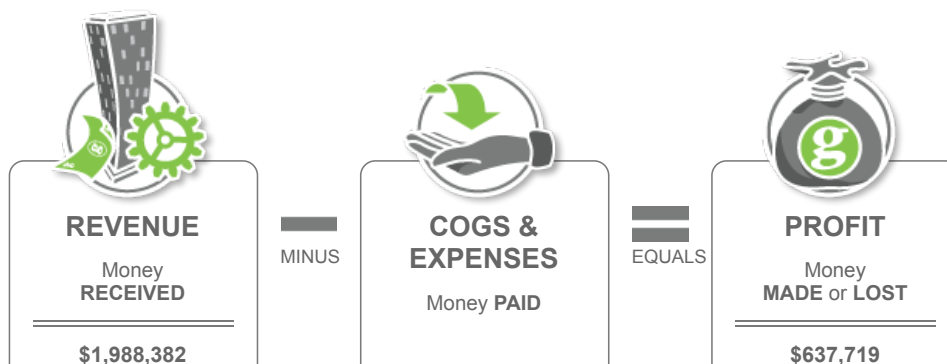 REVENUE
Money
RECEIVED
$1,988,382
MINUS
COGS &
EXPENSES
Money PAID
EQUALS
PROFIT
Money
MADE or LOST
$637,719
g